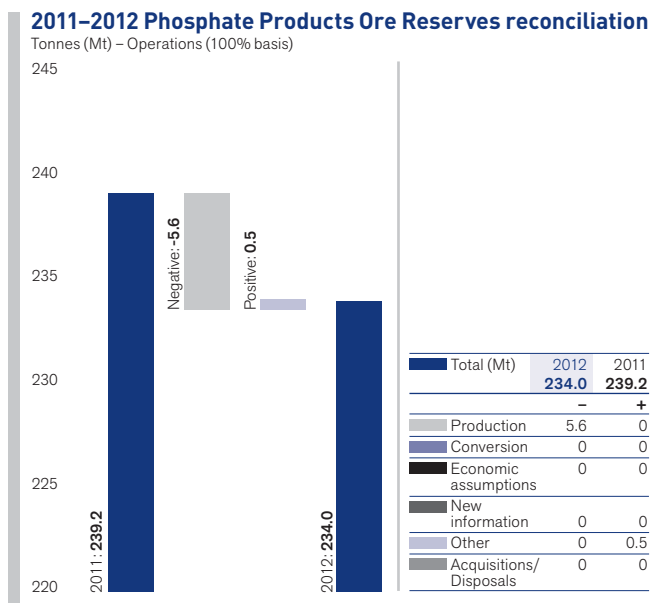 2011–2012 Phosphate Products Ore Reserves reconciliation
Tonnes (Mt) – Operations (100% basis)
245
240
235
230
225
220
2011: 239.2
Negative: -5.6
Positive: 0.5
2012: 234.0
Total (Mt) 2012 2011
234.0 239.2
– +
Production 5.6 0
Conversion 0 0
Economic 0 0
assumptions
New
information 0 0
Other 0 0.5
Acquisitions/ 0 0
Disposals